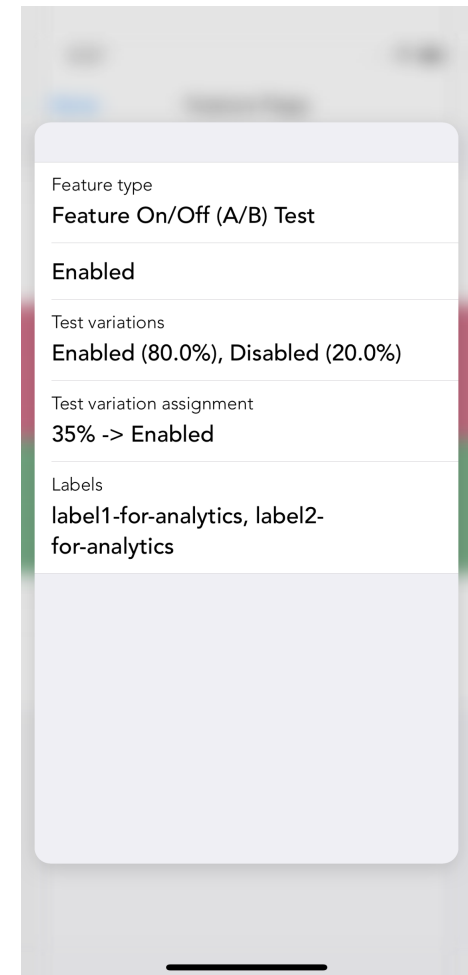 Feature type
Feature On/Off (A/B) Test
Enabled
Test variations
Enabled (80.0%), Disabled (20.0%)
Test variation assignment
35% -> Enabled
Labels
label1-for-analytics, label2-
for-analytics